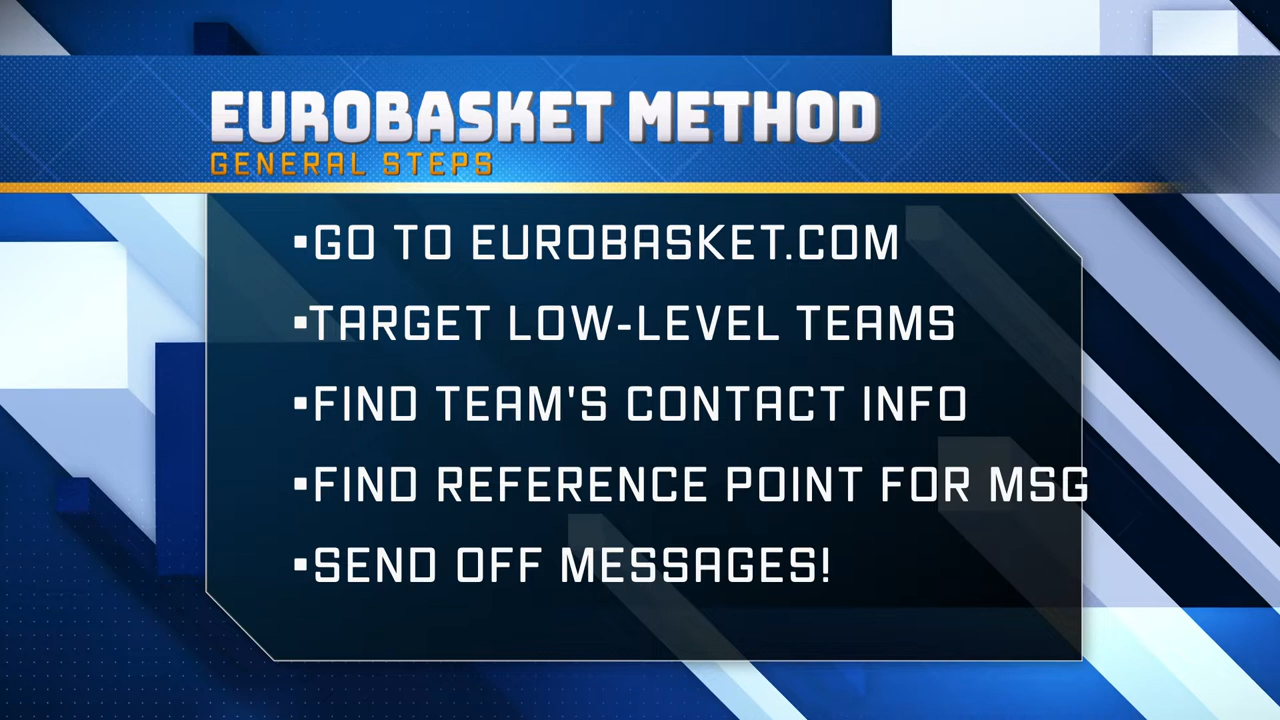 EUROBASKET METHOD
GENERAL STEPS
▪GO TO EUROBASKET.COM
▪TARGET LOW-LEVEL TEAMS
▪FIND TEAM'S CONTACT INFO
▪FIND REFERENCE POINT FOR MSG
▪SEND OFF MESSAGES!